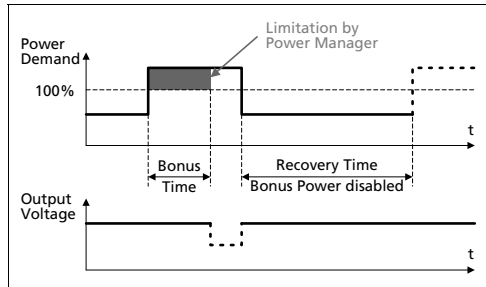 Limitation by
Power Manager
Power
Demand
100%
t
Bonus
Time
Recovery Time
Bonus Power disabled
Output
Voltage
t